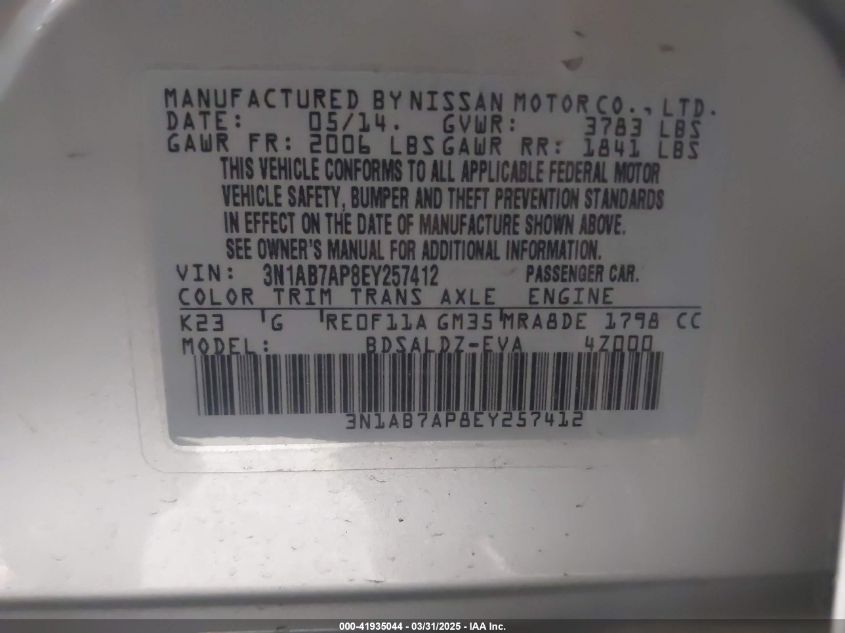 MANUFACTURED BY NISSAN MOTOR CO., LTD.
DATE: 05/14. GVWR: 3783 LBS
GAWR FR: 2006 LBS GAWR RR: 1841 LBS
THIS VEHICLE CONFORMS TO ALL APPLICABLE FEDERAL MOTOR
VEHICLE SAFETY, BUMPER AND THEFT PREVENTION STANDARDS
IN EFFECT ON THE DATE OF MANUFACTURE SHOWN ABOVE.
SEE OWNER'S MANUAL FOR ADDITIONAL INFORMATION.
VIN: 3N1AB7AP8EY257412 PASSENGER CAR.
COLOR TRIM TRANS AXLE ENGINE
K23 G RE0F11A GM35 MRA8DE 1798 CC
MODEL: BDSALDZ-EVA 4Z000
3N1AB7AP8EY257412
000-41935044 / 03/31/2025 - IAA Inc.